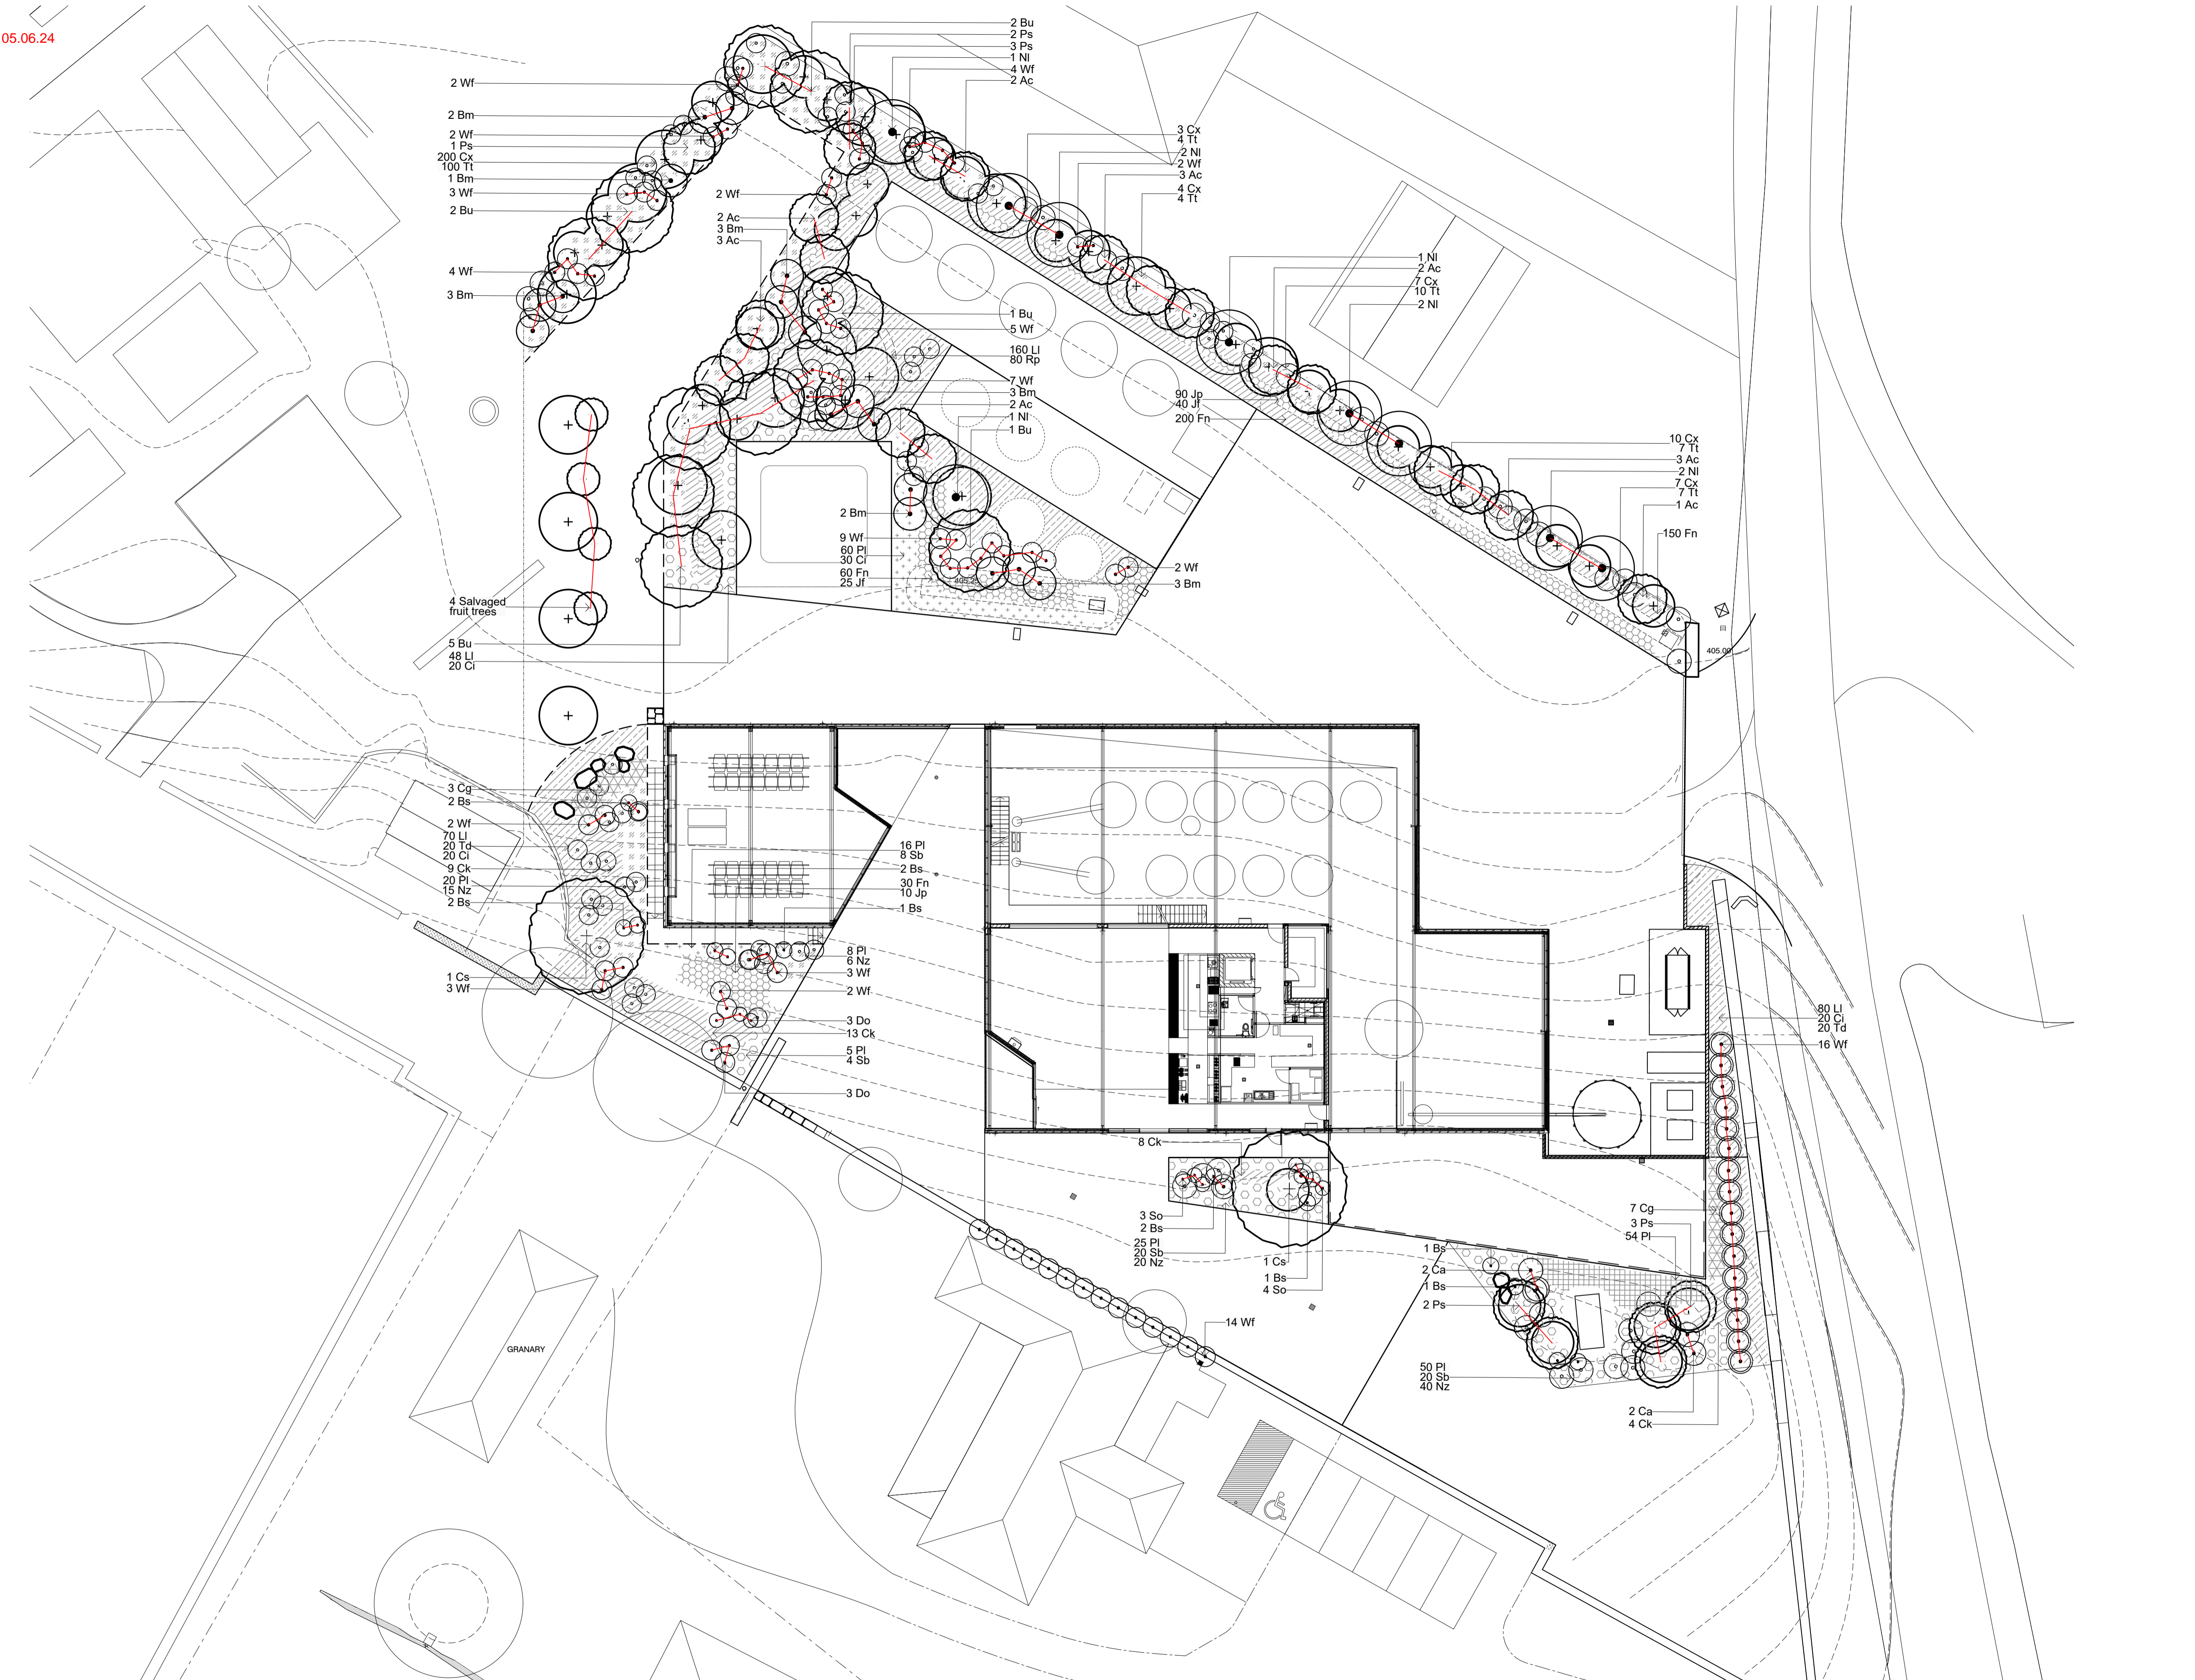 05.06.24
2 Bu
2 Ps
3 Ps
1 Nl
4 Wf
2 Ac
2 Wf
2 Bm
2 Wf
1 Ps
200 Cx
100 Tt
1 Bm
3 Wf
2 Bu
4 Wf
3 Bm
2 Wf
2 Ac
3 Bm
3 Ac
3 Cx
4 Tt
2 Nl
2 Wf
3 Ac
4 Cx
4 Tt
1 Nl
2 Ac
7 Cx
10 Tt
2 Nl
1 Bu
5 Wf
160 Ll
80 Rp
7 Wf
3 Bm
2 Ac
1 Nl
1 Bu
90 Jp
40 Jf
200 Fn
10 Cx
7 Tt
3 Ac
2 Nl
7 Cx
7 Tt
1 Ac
150 Fn
2 Bm
9 Wf
60 Pl
30 Ci
60 Fn
25 Jf
405.25
2 Wf
3 Bm
4 Salvaged
fruit trees
5 Bu
48 Ll
20 Ci
405.00
3 Cg
2 Bs
2 Wf
70 Ll
20 Td
20 Ci
9 Ck
20 Pl
15 Nz
2 Bs
1 Cs
3 Wf
16 Pl
8 Sb
2 Bs
30 Fn
10 Jp
1 Bs
8 Pl
6 Nz
3 Wf
2 Wf
3 Do
13 Ck
5 Pl
4 Sb
3 Do
80 Ll
20 Ci
20 Td
16 Wf
8 Ck
3 So
2 Bs
25 Pl
20 Sb
20 Nz
1 Cs
1 Bs
4 So
7 Cg
3 Ps
54 Pl
1 Bs
2 Ca
1 Bs
2 Ps
14 Wf
50 Pl
20 Sb
40 Nz
2 Ca
4 Ck
GRANARY